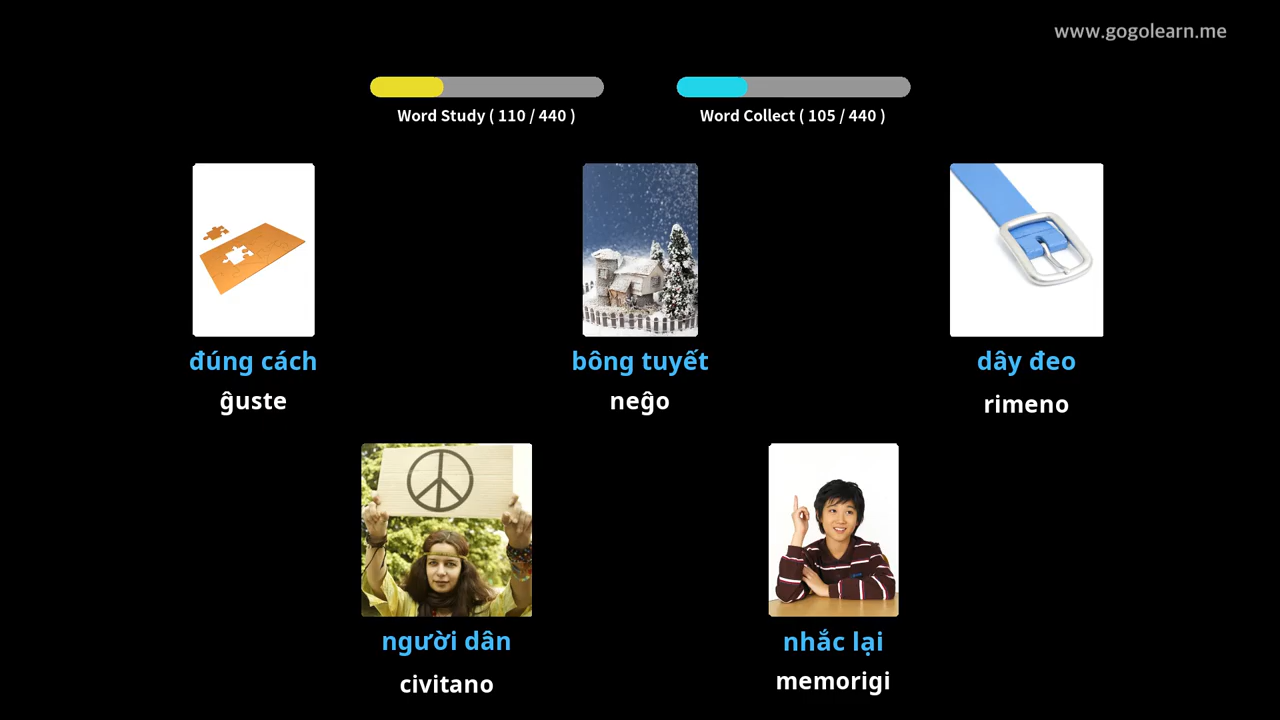 www.gogolearn.me
Word Study ( 110 / 440 )
Word Collect ( 105 / 440 )
đúng cách
ĝuste
bông tuyết
neĝo
dây đeo
rimeno
người dân
civitano
nhắc lại
memorigi